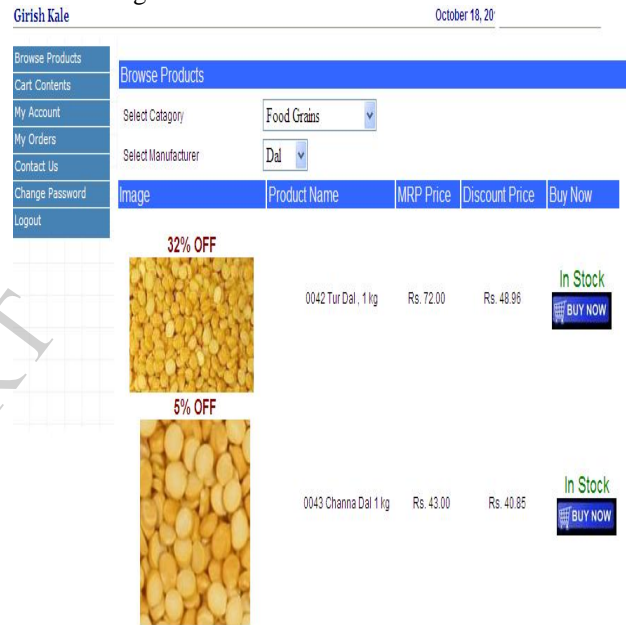 Girish Kale
October 18, 20
Browse Products
Cart Contents
My Account
My Orders
Contact Us
Change Password
Logout
Browse Products
Select Catagory
Food Grains
Select Manufacturer
Dal
Image Product Name MRP Price Discount Price Buy Now
32% OFF
0042 Tur Dal , 1 kg Rs. 72.00 Rs. 48.96
In Stock
BUY NOW
5% OFF
0043 Channa Dal 1 kg Rs. 43.00 Rs. 40.85
In Stock
BUY NOW